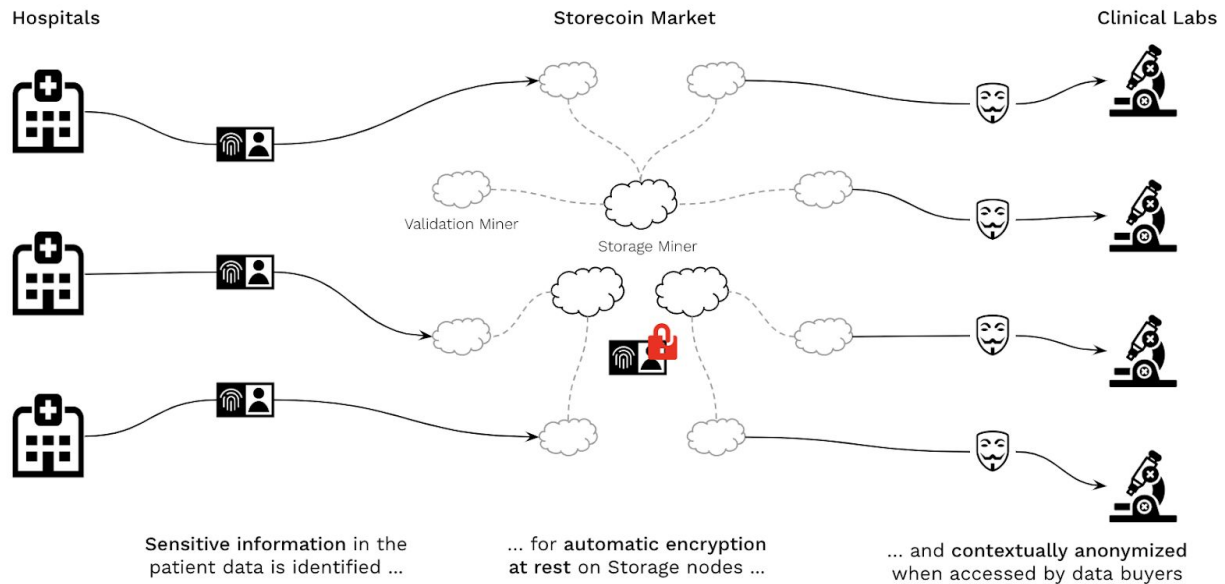 Hospitals
Storecoin Market
Clinical Labs
Validation Miner
Storage Miner
Sensitive information in the
patient data is identified ...
... for automatic encryption
at rest on Storage nodes ...
... and contextually anonymized
when accessed by data buyers